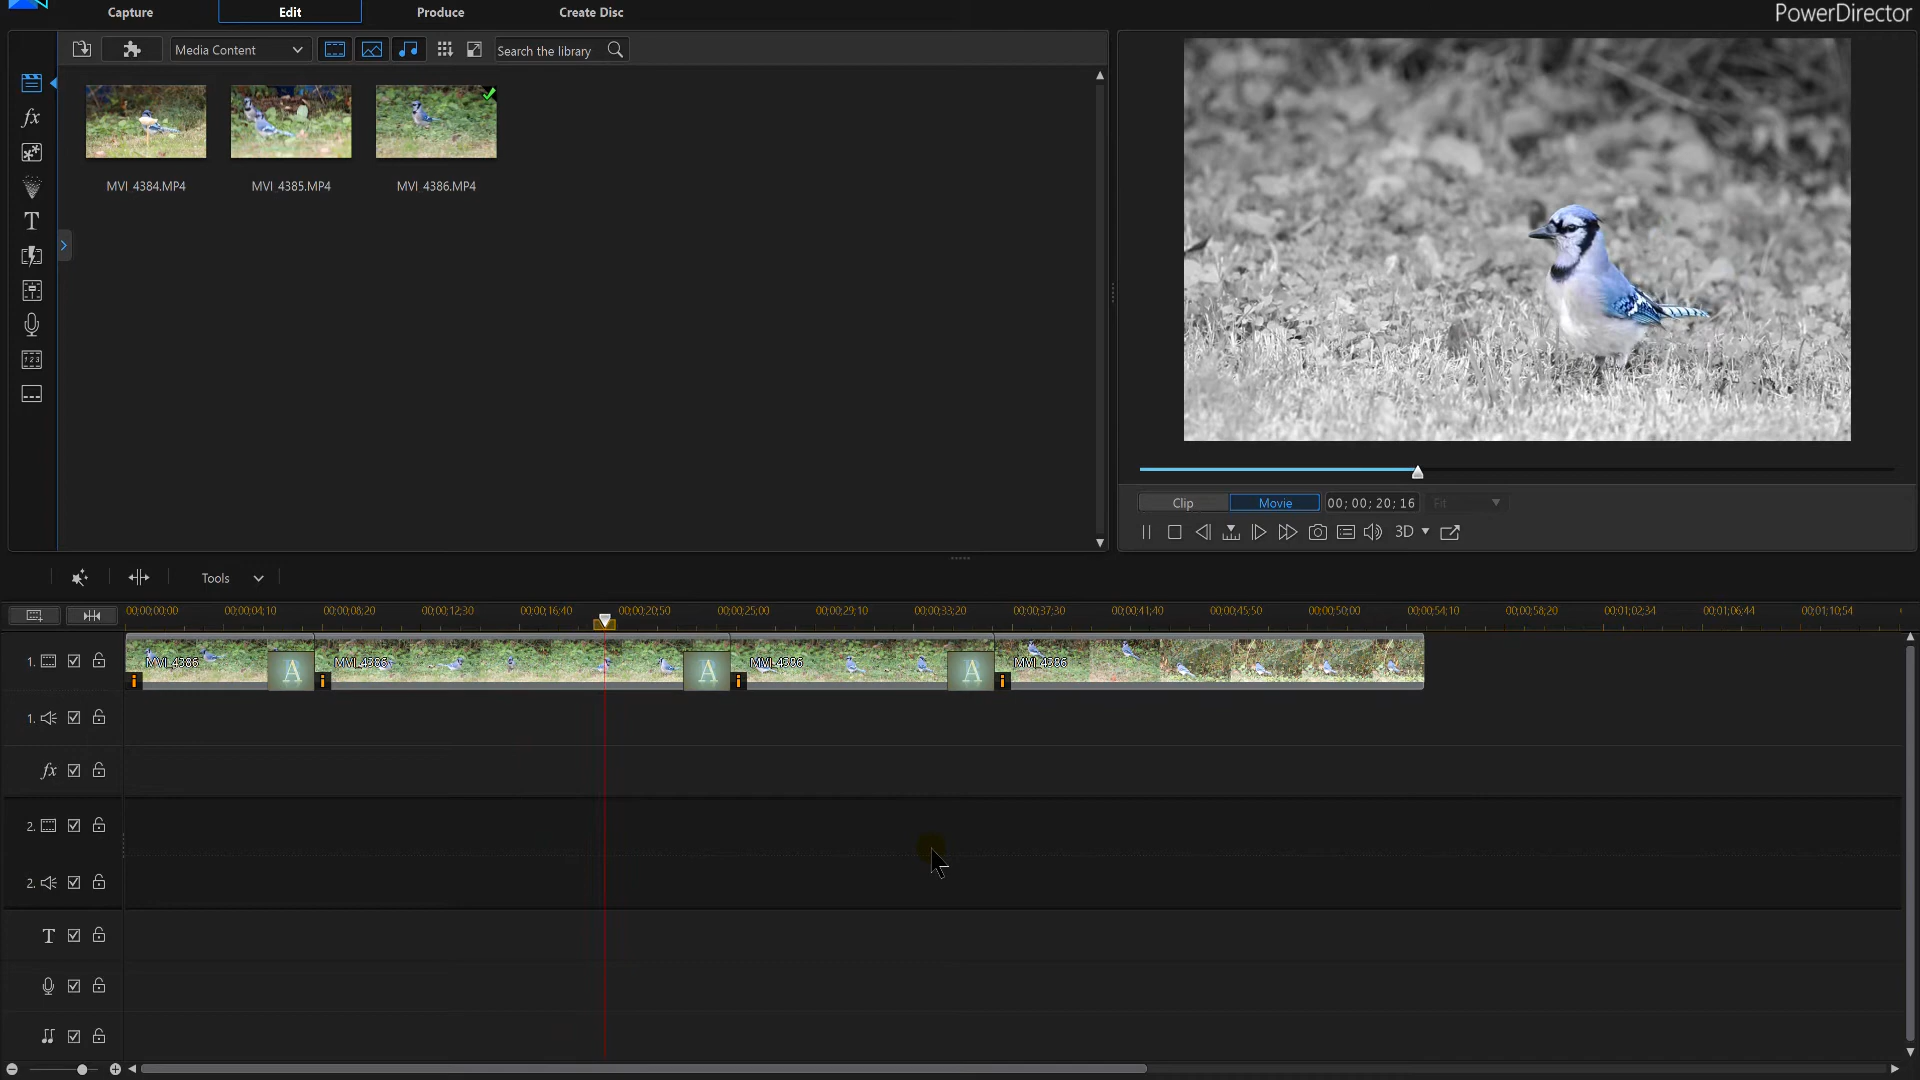 Capture
Edit
Produce
Create Disc
PowerDirector
Media Content
Search the library
MVI_4384.MP4
MVI_4385.MP4
MVI_4386.MP4
Clip
Movie
00; 00; 20; 16
Fit
3D
Tools
00;00;00;00
00;00;04;10
00;00;08;20
00;00;12;30
00;00;16;40
00;00;20;50
00;00;25;00
00;00;29;10
00;00;33;20
00;00;37;30
00;00;41;40
00;00;45;50
00;00;50;00
00;00;54;10
00;00;58;20
00;01;02;34
00;01;06;44
00;01;10;54
1.
MVI_4386
A
MVI_4386
A
MVI_4386
A
MVI_4386
1.
fx
2.
2.
T